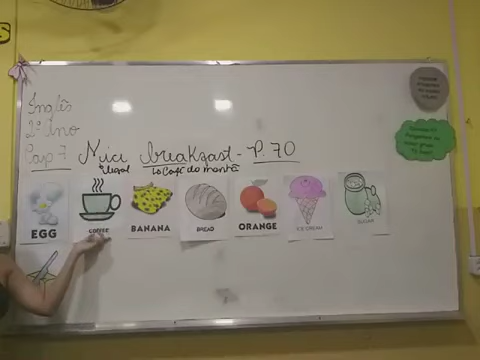 Inglês
2º Ano
Cap 7 Nice breakfast - P. 70
legal Café da manhã
EGG
COFFEE
BANANA
BREAD
ORANGE
ICE CREAM
SUGAR